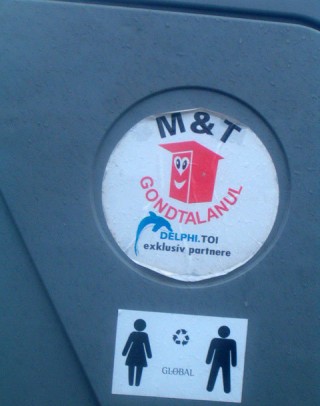 M & T
GONDTALANUL
DELPHI.TOI
exklusiv partnere
GLOBAL